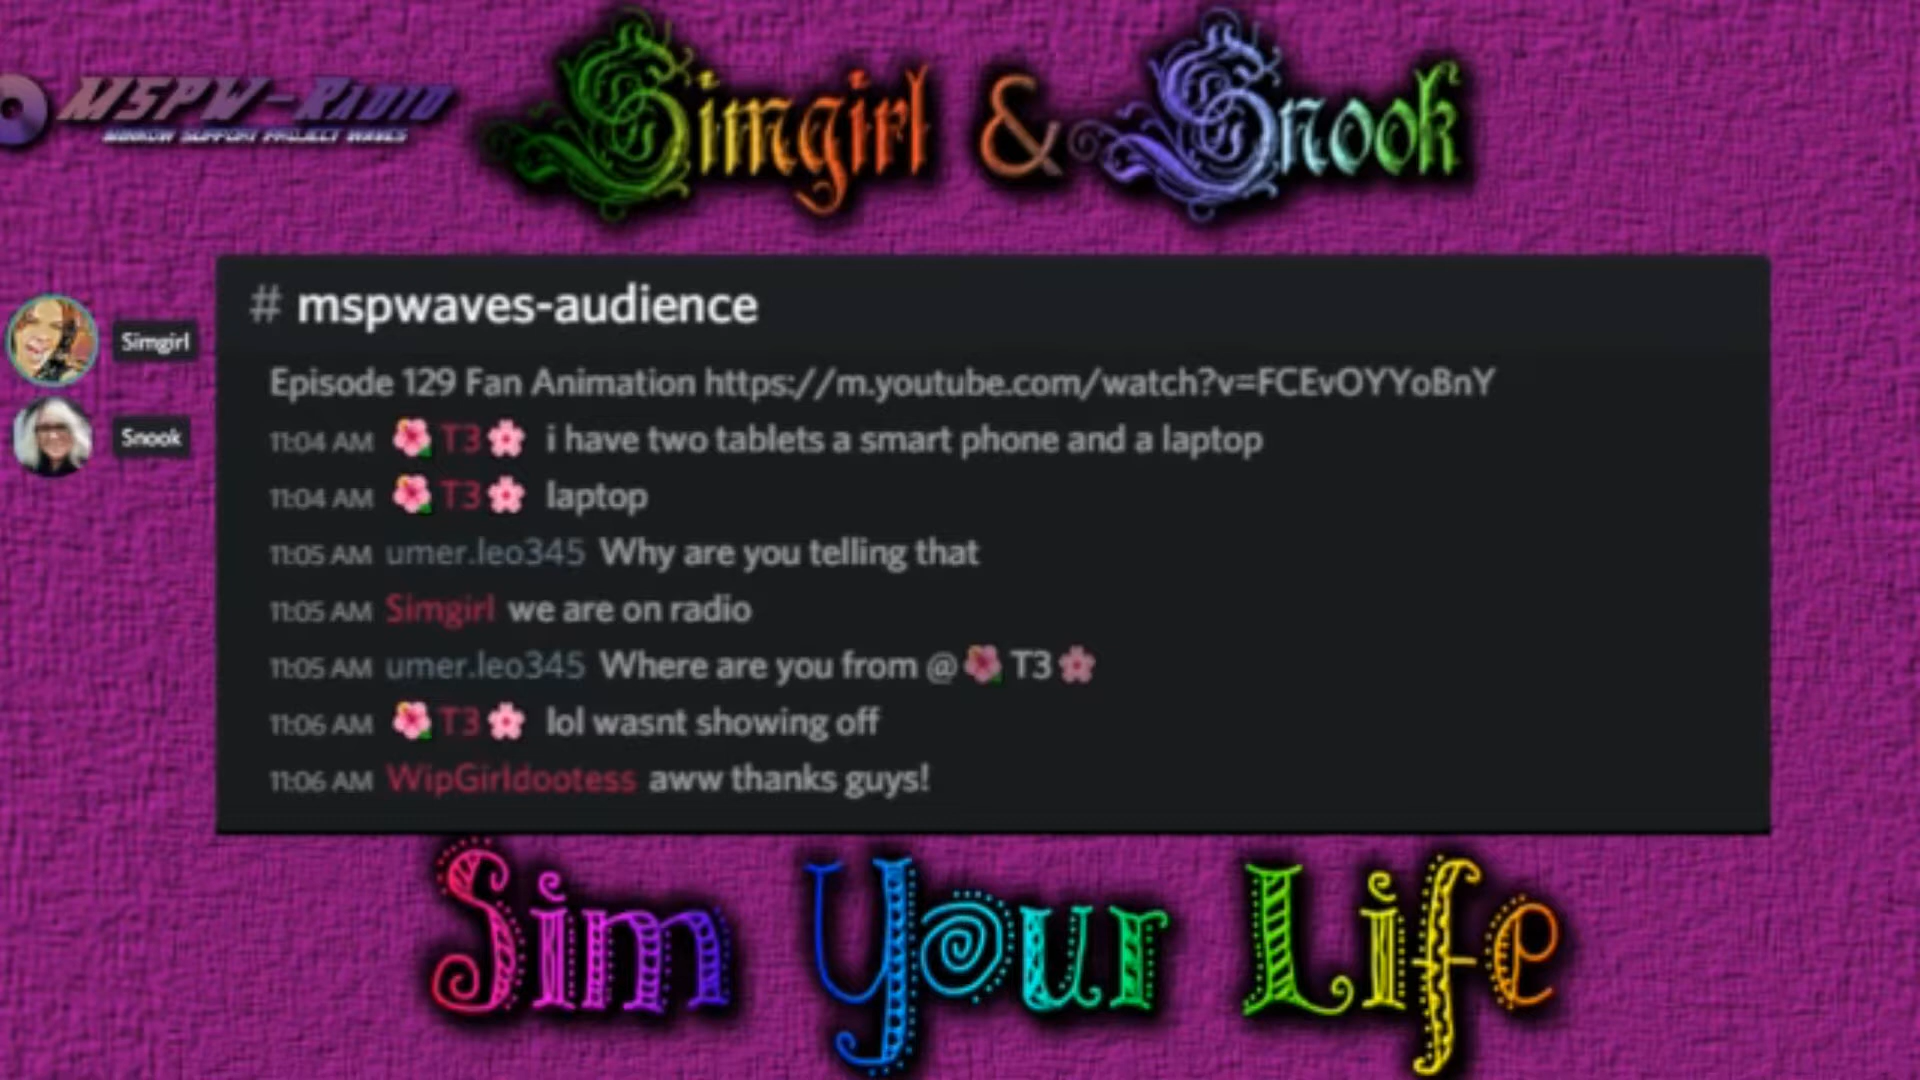 MSPW-Radio
MINNOW SUPPORT PROJECT WAVES
Simgirl & Snook
# mspwaves-audience
Simgirl
Snook
Episode 129 Fan Animation https://m.youtube.com/watch?v=FCEvOYYoBnY
11:04 AM 🌺T3🌸 i have two tablets a smart phone and a laptop
11:04 AM 🌺T3🌸 laptop
11:05 AM umer.leo345 Why are you telling that
11:05 AM Simgirl we are on radio
11:05 AM umer.leo345 Where are you from @🌺T3🌸
11:06 AM 🌺T3🌸 lol wasnt showing off
11:06 AM WipGirldootess aww thanks guys!
Sim Your Life